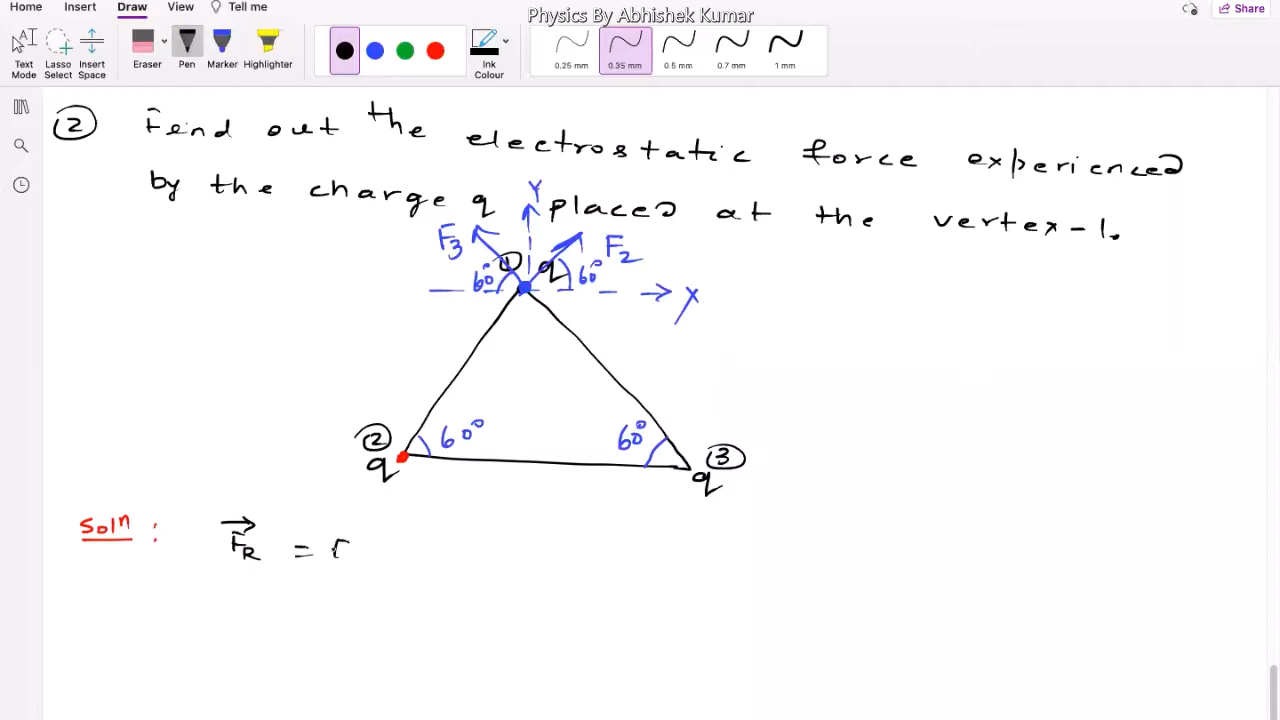 Home Insert Draw View Tell me
Physics By Abhishek Kumar
Share
Text Mode
Lasso Select
Insert Space
Eraser
Pen
Marker
Highlighter
Ink Colour
0.25 mm
0.35 mm
0.5 mm
0.7 mm
1 mm
② Find out the electrostatic force experienced
by the charge q placed at the vertex-1.
Y
F3 F2
① q
60° 60° X
② 60° 60° ③
q q
Soln : F⃗R =